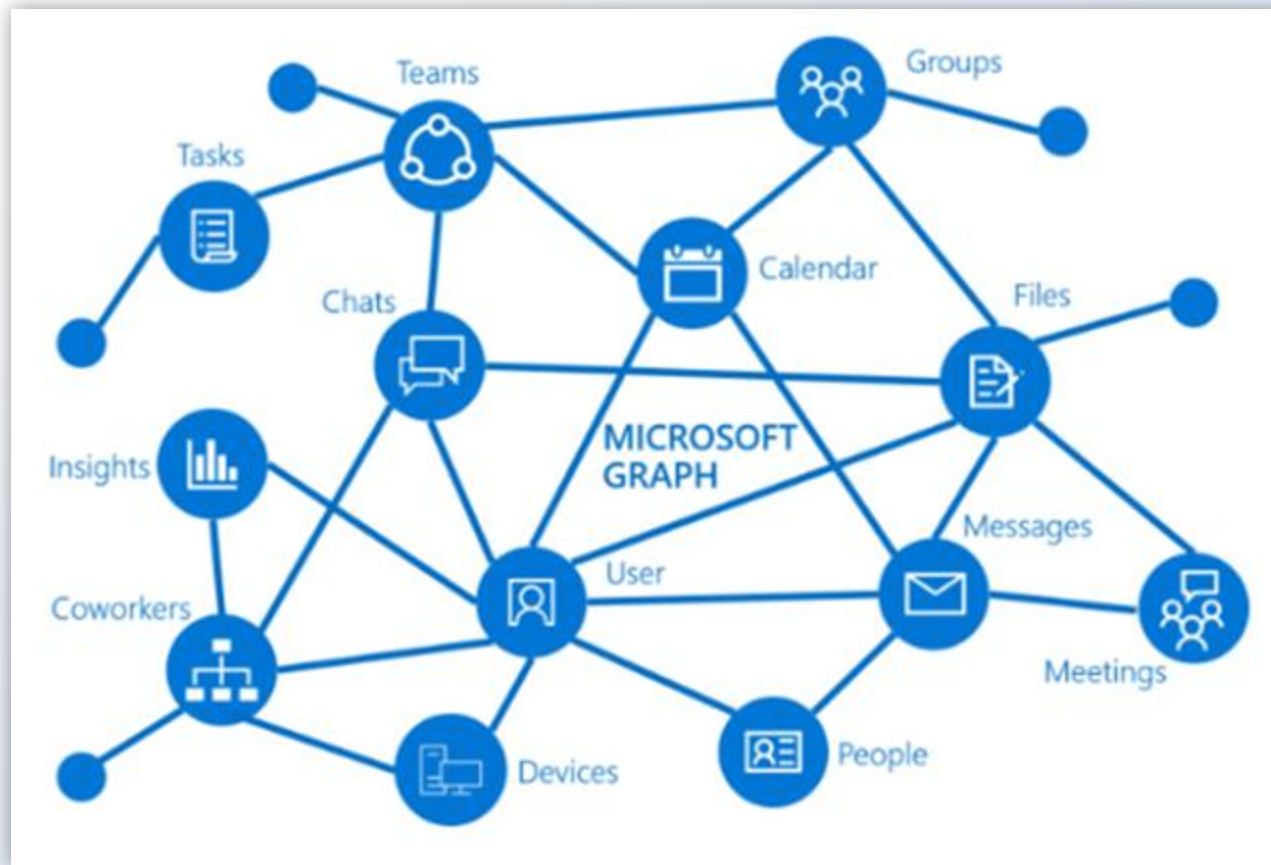 Teams
Groups
Tasks
Calendar
Chats
Files
MICROSOFT
GRAPH
Insights
Messages
User
Coworkers
Meetings
People
Devices